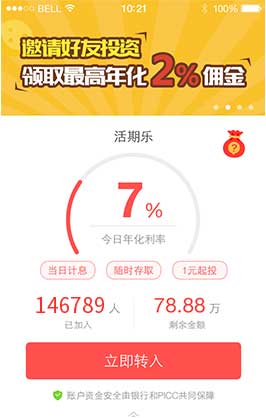 BELL 10:21 100%
邀请好友投资
领取最高年化2%佣金
活期乐
7%
今日年化利率
当日计息 随时存取 1元起投
146789人 78.88万
已加入 剩余金额
立即转入
账户资金安全由银行和PICC共同保障